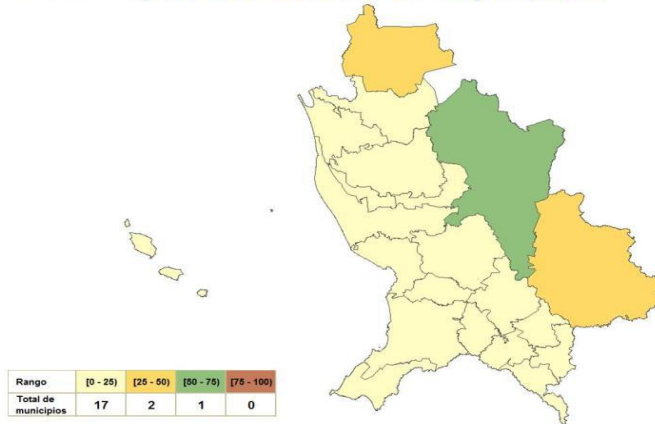 Rango [0 - 25) [25 - 50) [50 - 75) [75 - 100)
Total de municipios 17 2 1 0